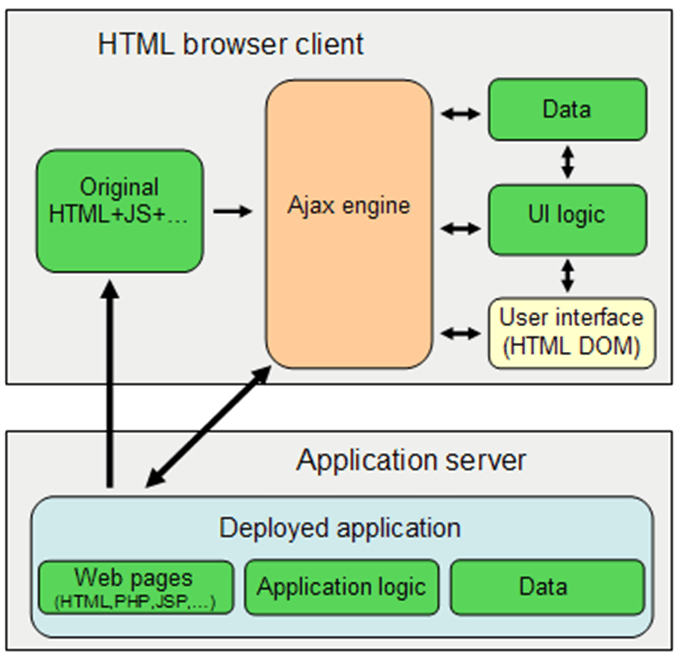 HTML browser client
Original
HTML+JS+...
Ajax engine
Data
UI logic
User interface
(HTML DOM)
Application server
Deployed application
Web pages
(HTML,PHP,JSP,...)
Application logic
Data